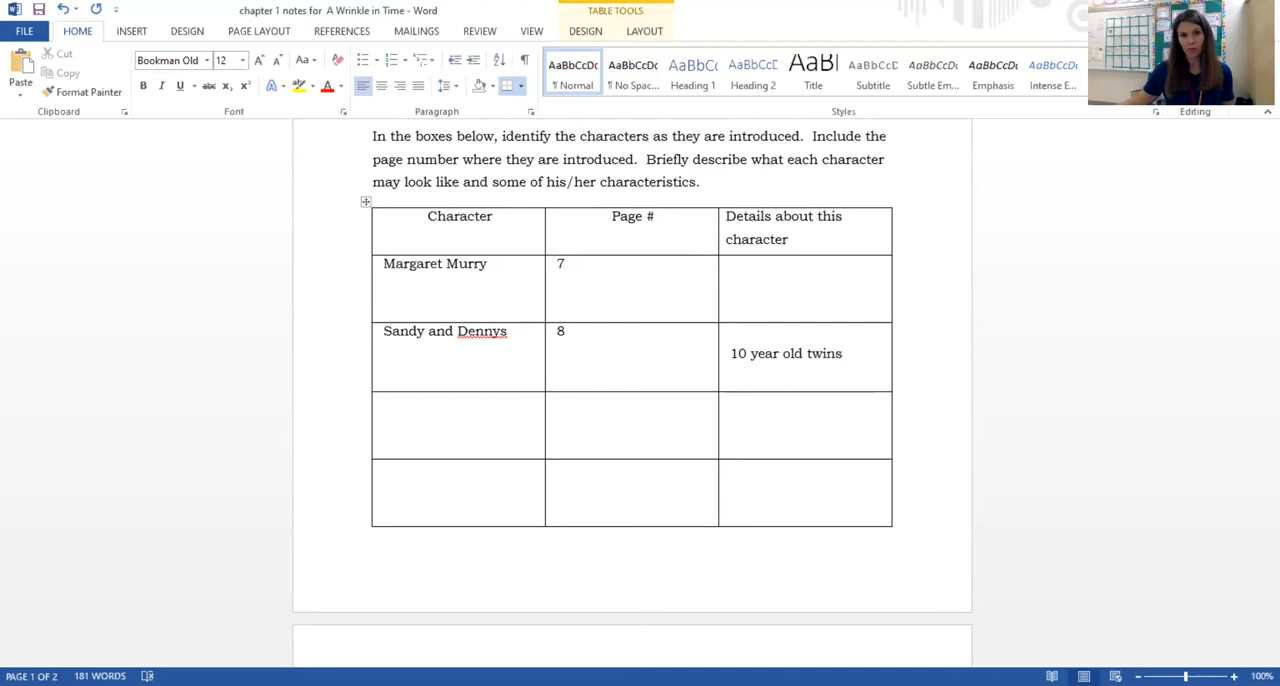 chapter 1 notes for A Wrinkle in Time - Word
TABLE TOOLS
FILE HOME INSERT DESIGN PAGE LAYOUT REFERENCES MAILINGS REVIEW VIEW DESIGN LAYOUT
Paste
Cut
Copy
Format Painter
Bookman Old 12
AaBbCcDc AaBbCcDc AaBbCc AaBbCcD AaBl AaBbCcD AaBbCcDc AaBbCcDc AaBbCcDc
¶ Normal ¶ No Spac... Heading 1 Heading 2 Title Subtitle Subtle Em... Emphasis Intense E...
Clipboard Font Paragraph Styles Editing
In the boxes below, identify the characters as they are introduced. Include the
page number where they are introduced. Briefly describe what each character
may look like and some of his/her characteristics.
Character Page # Details about this
character
Margaret Murry 7
Sandy and Dennys 8
10 year old twins
PAGE 1 OF 2 181 WORDS 100%